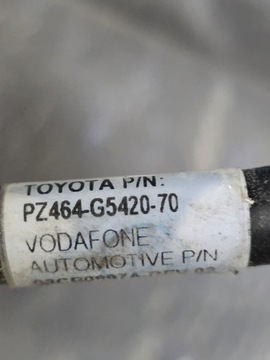 TOYOTA P/N:
PZ464-G5420-70
VODAFONE
AUTOMOTIVE P/N